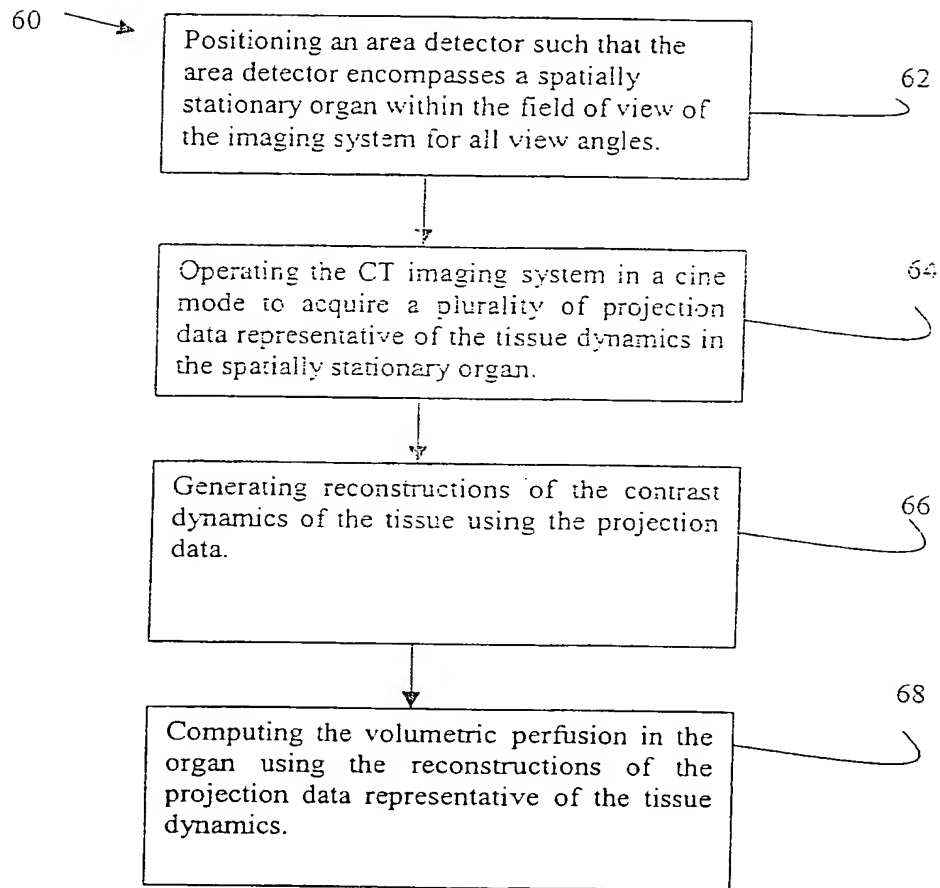 60
Positioning an area detector such that the
area detector encompasses a spatially
stationary organ within the field of view of
the imaging system for all view angles.
62
Operating the CT imaging system in a cine
mode to acquire a plurality of projection
data representative of the tissue dynamics in
the spatially stationary organ.
64
Generating reconstructions of the contrast
dynamics of the tissue using the projection
data.
66
Computing the volumetric perfusion in the
organ using the reconstructions of the
projection data representative of the tissue
dynamics.
68